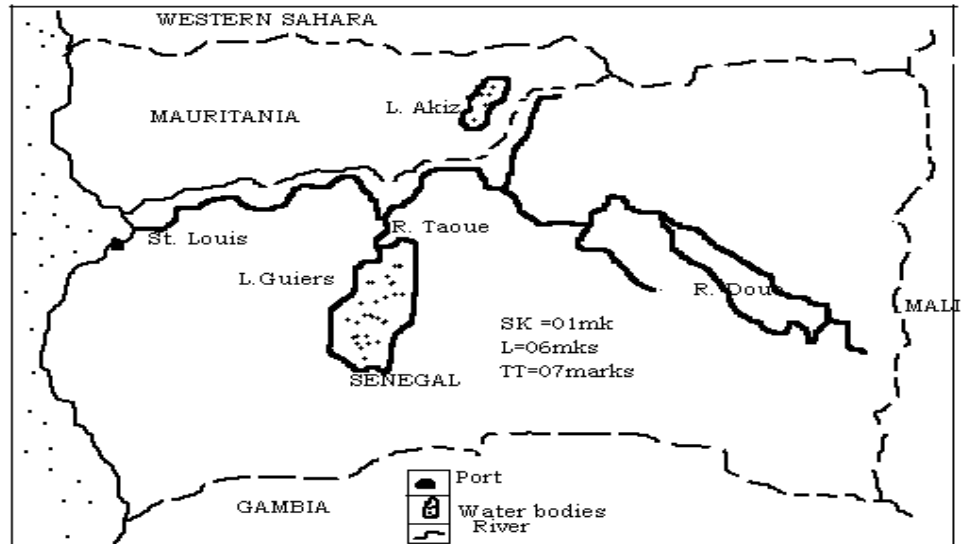 WESTERN SAHARA
L. Akiz
MAURITANIA
R. Taoue
St. Louis
L.Guiers
R. Doue
MALI
SK =01mk
L=06mks
TT=07marks
SENEGAL
Port
GAMBIA
Water bodies
River